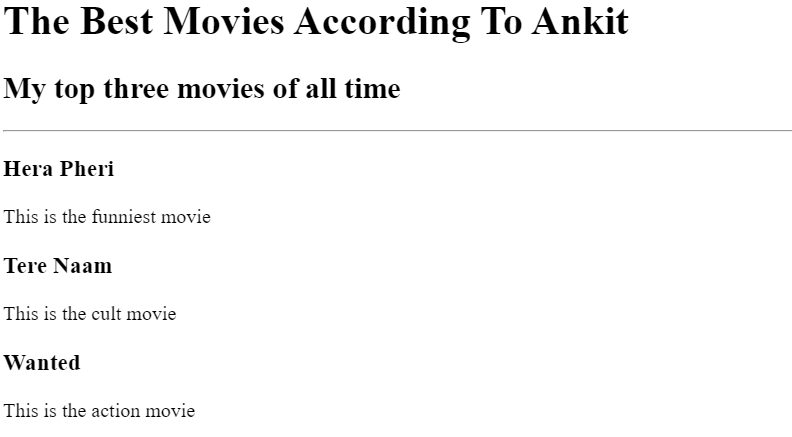 The Best Movies According To Ankit
My top three movies of all time
Hera Pheri
This is the funniest movie
Tere Naam
This is the cult movie
Wanted
This is the action movie